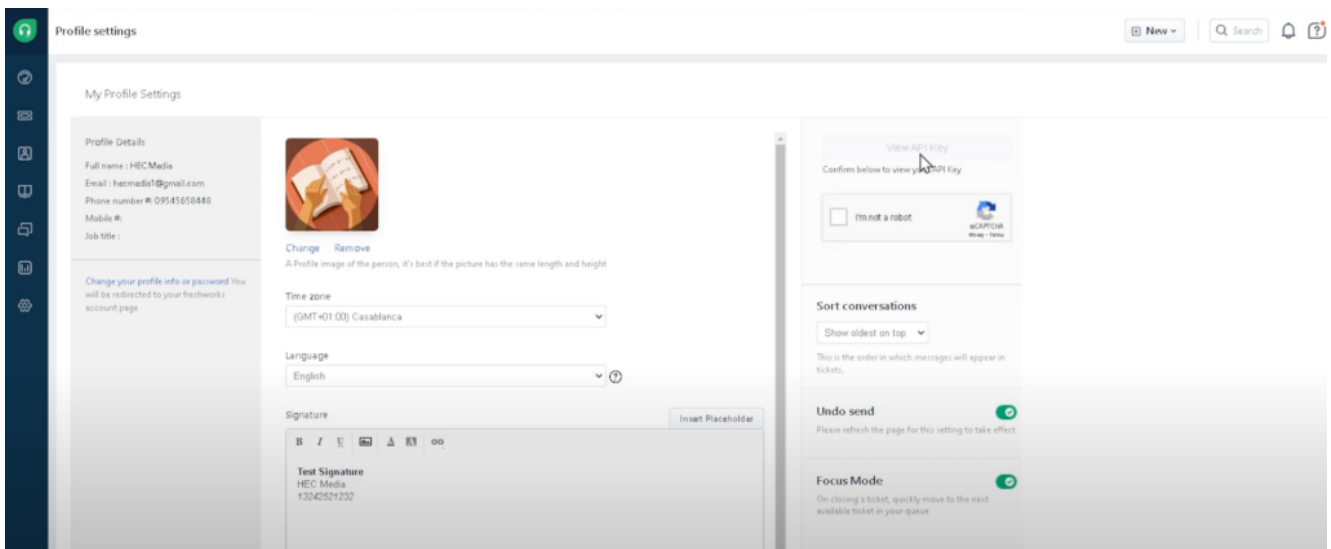 Profile settings
New
Search
My Profile Settings
Profile Details
Full name : HEC Media
Email : hecmedia1@gmail.com
Phone number #: 09545658448
Mobile #:
Job title :
Change your profile info or password You
will be redirected to your freshworks
account page
Change Remove
A Profile image of the person, it's best if the picture has the same length and height
Time zone
(GMT+01:00) Casablanca
Language
English
Signature
Insert Placeholder
B I U A
Test Signature
HEC Media
13242521232
View API Key
Confirm below to view your API Key
I'm not a robot
reCAPTCHA
Privacy - Terms
Sort conversations
Show oldest on top
This is the order in which messages will appear in
tickets.
Undo send
Please refresh the page for this setting to take effect
Focus Mode
On closing a ticket, quickly move to the next
available ticket in your queue